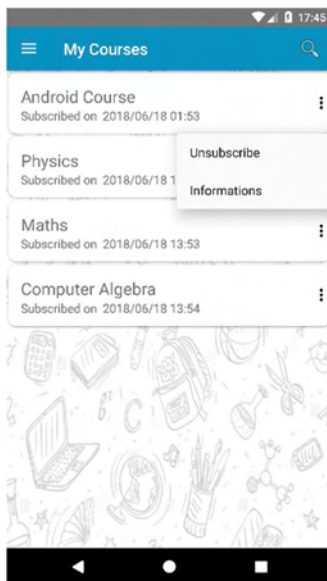 17:45
My Courses
Android Course
Subscribed on 2018/06/18 01:53
Unsubscribe
Physics
Subscribed on 2018/06/18 1
Informations
Maths
Subscribed on 2018/06/18 13:53
Computer Algebra
Subscribed on 2018/06/18 13:54